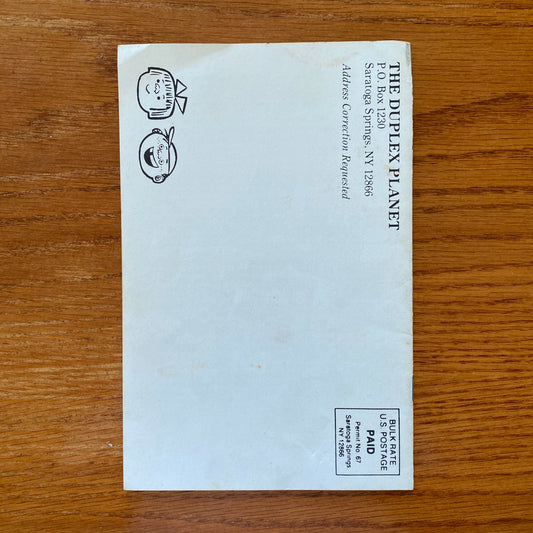 THE DUPLEX PLANET
P.O. Box 1230
Saratoga Springs, NY 12866
Address Correction Requested
BULK RATE
U.S. POSTAGE
PAID
Permit No. 67
Saratoga Springs
NY 12866